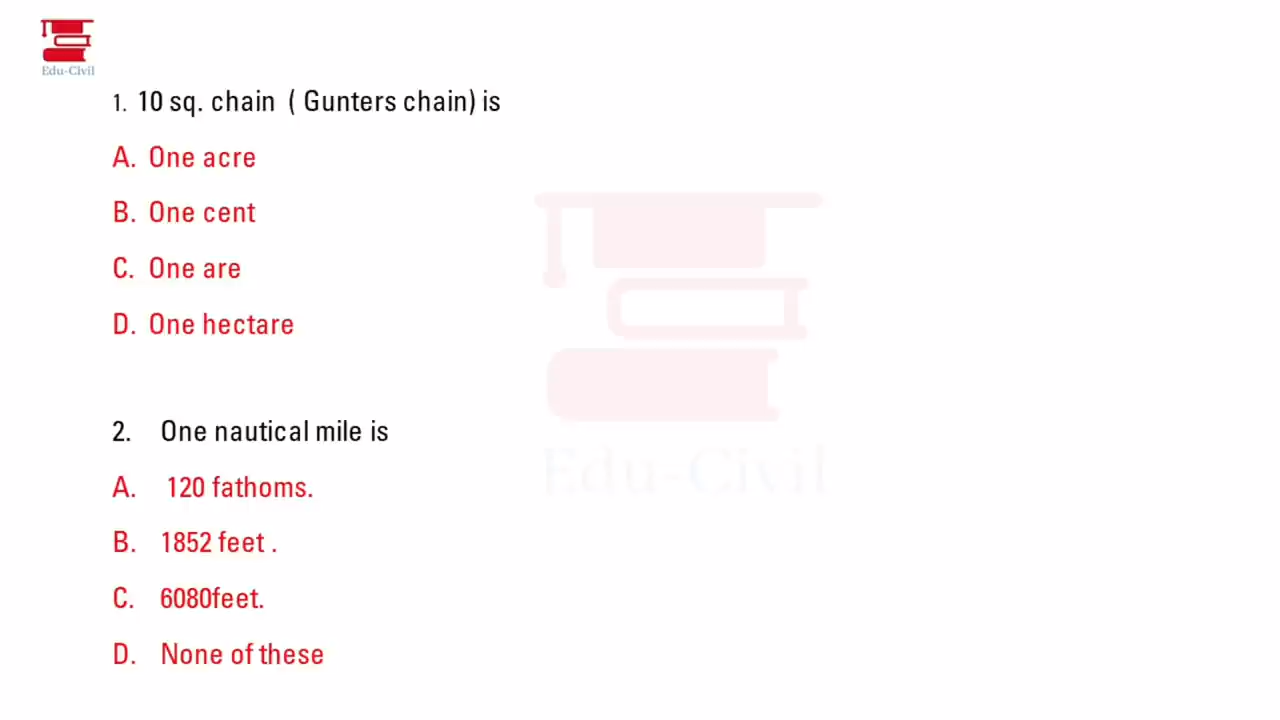 Edu-Civil
1. 10 sq. chain ( Gunters chain) is
A. One acre
B. One cent
C. One are
D. One hectare
Edu-Civil
2. One nautical mile is
A. 120 fathoms.
B. 1852 feet .
C. 6080feet.
D. None of these